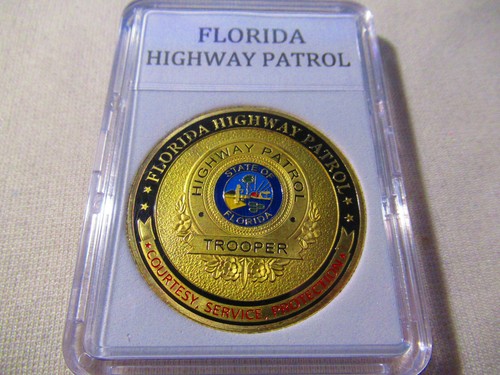 FLORIDA
HIGHWAY PATROL
FLORIDA HIGHWAY PATROL
HIGHWAY PATROL
STATE OF
FLORIDA
TROOPER
COURTESY, SERVICE, PROTECTION